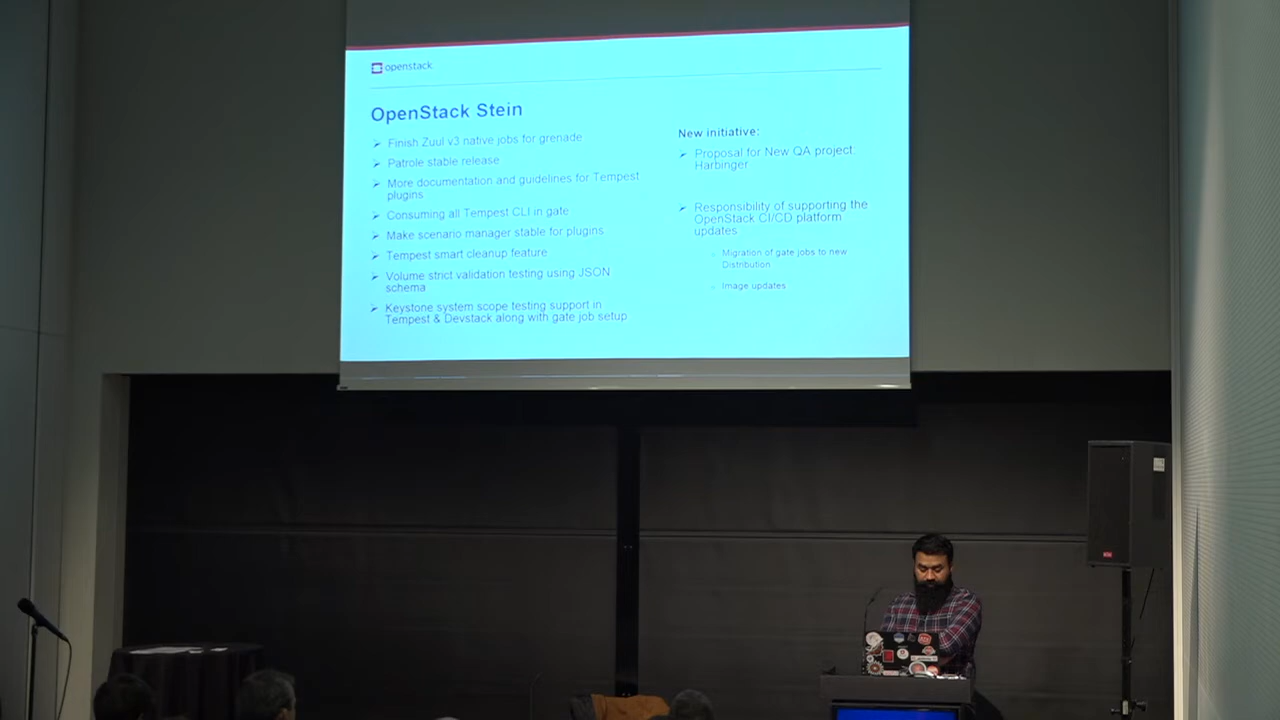 openstack.
OpenStack Stein
Finish Zuul v3 native jobs for grenade
Patrole stable release
More documentation and guidelines for Tempest
plugins
Consuming all Tempest CLI in gate
Make scenario manager stable for plugins
Tempest smart cleanup feature
Volume strict validation testing using JSON
schema
Keystone system scope testing support in
Tempest & Devstack along with gate job setup
New initiative:
Proposal for New QA project:
Harbinger
Responsibility of supporting the
OpenStack CI/CD platform
updates
Migration of gate jobs to new
Distribution
Image updates